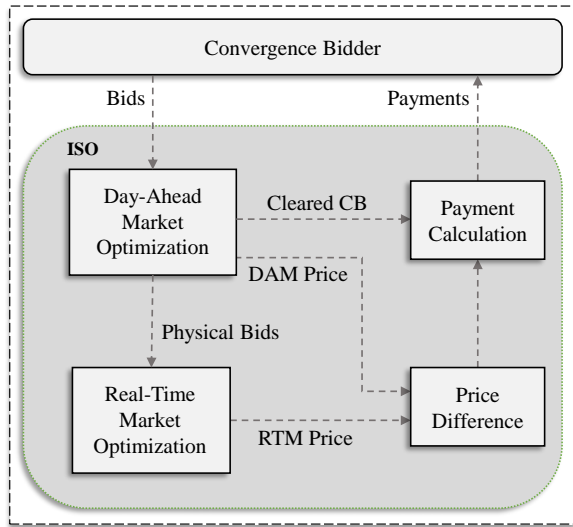 Convergence Bidder
Bids
Payments
ISO
Day-Ahead
Market
Optimization
Cleared CB
Payment
Calculation
DAM Price
Physical Bids
Real-Time
Market
Optimization
RTM Price
Price
Difference